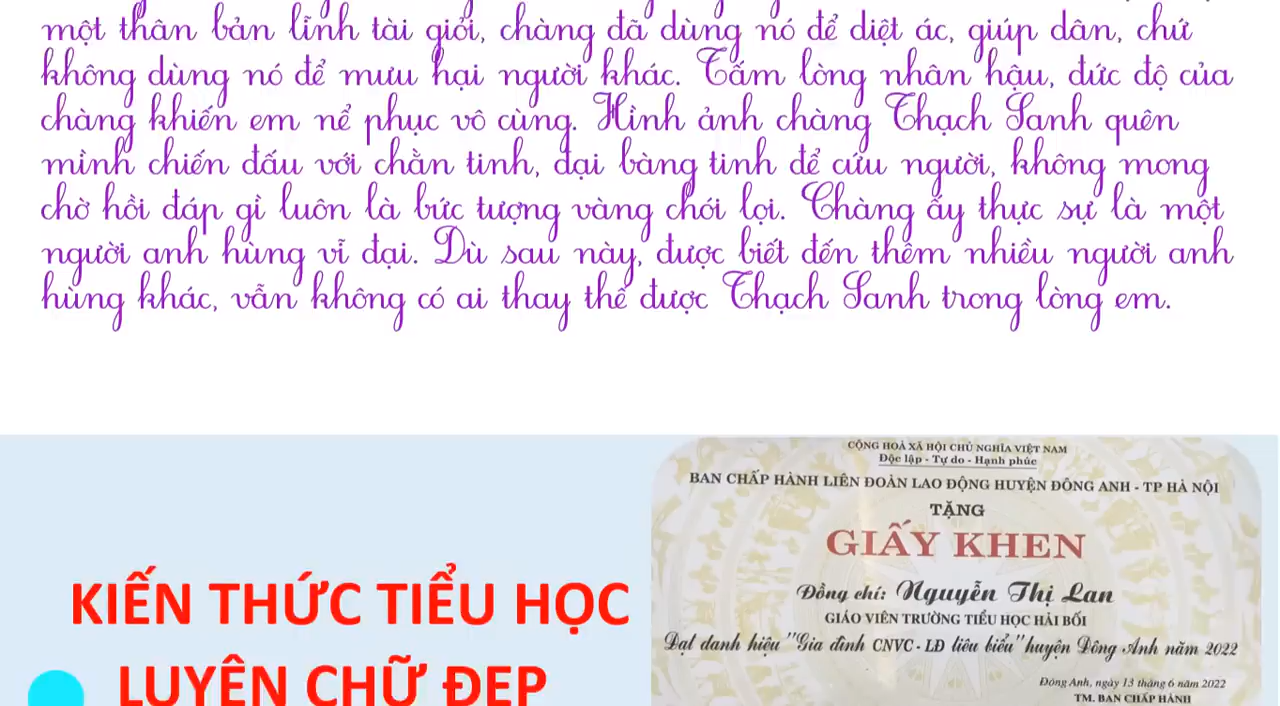 một thân bản lĩnh tài giỏi, chàng đã dùng nó để diệt ác, giúp dân, chứ
không dùng nó để mưu hại người khác. Tấm lòng nhân hậu, đức độ của
chàng khiến em nể phục vô cùng. Hình ảnh chàng Thạch Sanh quên
mình chiến đấu với chằn tinh, đại bàng tinh để cứu người, không mong
chờ hồi đáp gì luôn là bức tượng vàng chói lọi. Chàng ấy thực sự là một
người anh hùng vĩ đại. Dù sau này, được biết đến thêm nhiều người anh
hùng khác, vẫn không có ai thay thế được Thạch Sanh trong lòng em.
CỘNG HOÀ XÃ HỘI CHỦ NGHĨA VIỆT NAM
Độc lập - Tự do - Hạnh phúc
BAN CHẤP HÀNH LIÊN ĐOÀN LAO ĐỘNG HUYỆN ĐÔNG ANH - TP HÀ NỘI
TẶNG
GIẤY KHEN
Đồng chí: Nguyễn Thị Lan
GIÁO VIÊN TRƯỜNG TIỂU HỌC HẢI BỐI
Đạt danh hiệu "Gia đình CNVC - LĐ tiêu biểu" huyện Đông Anh năm 2022
Đông Anh, ngày 13 tháng 6 năm 2022
TM. BAN CHẤP HÀNH
KIẾN THỨC TIỂU HỌC
LUYỆN CHỮ ĐẸP